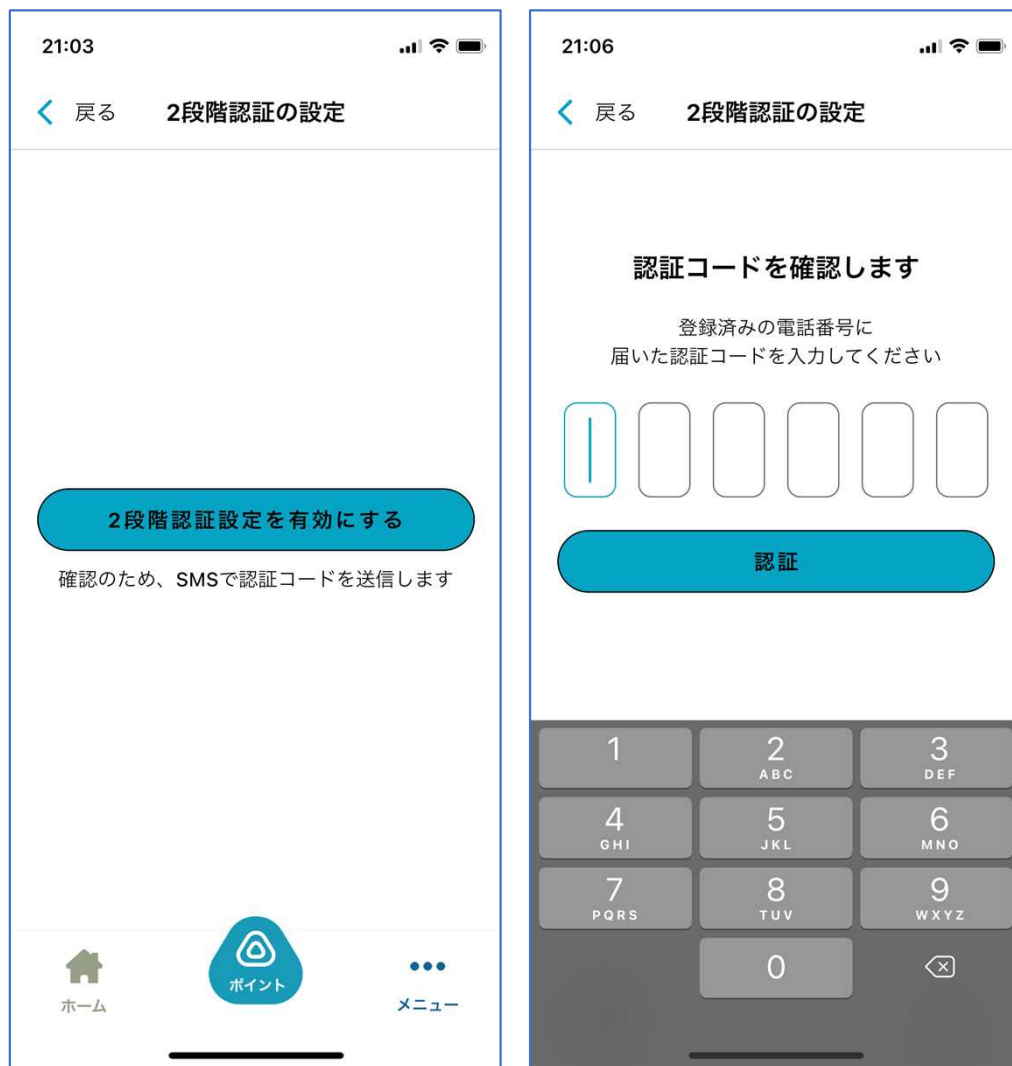 21:03
戻る 2段階認証の設定
2段階認証設定を有効にする
確認のため、SMSで認証コードを送信します
ホーム
ポイント
メニュー
21:06
戻る 2段階認証の設定
認証コードを確認します
登録済みの電話番号に
届いた認証コードを入力してください
認証
1 2 3
ABC DEF
4 5 6
GHI JKL MNO
7 8 9
PQRS TUV WXYZ
0